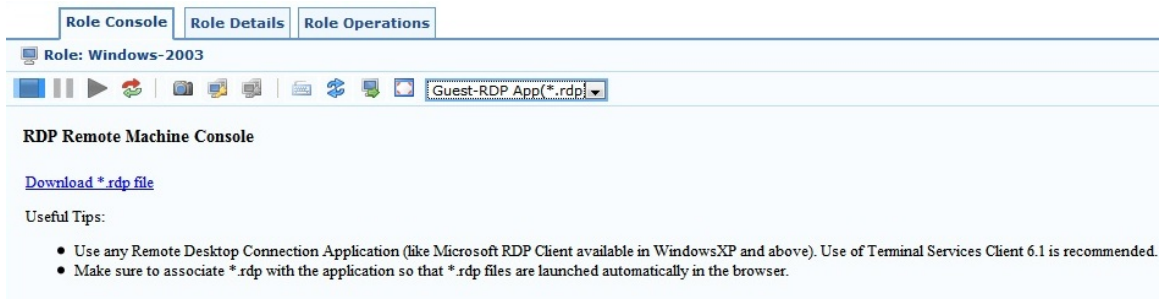 Role Console Role Details Role Operations
Role: Windows-2003
Guest-RDP App(*.rdp
RDP Remote Machine Console
Download *.rdp file
Useful Tips:
● Use any Remote Desktop Connection Application (like Microsoft RDP Client available in WindowsXP and above). Use of Terminal Services Client 6.1 is recommended.
● Make sure to associate *.rdp with the application so that *.rdp files are launched automatically in the browser.